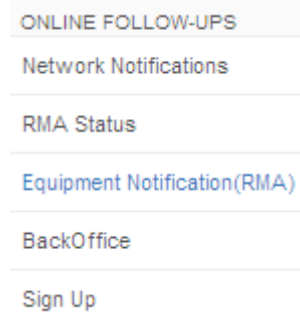 ONLINE FOLLOW-UPS
Network Notifications
RMA Status
Equipment Notification(RMA)
BackOffice
Sign Up